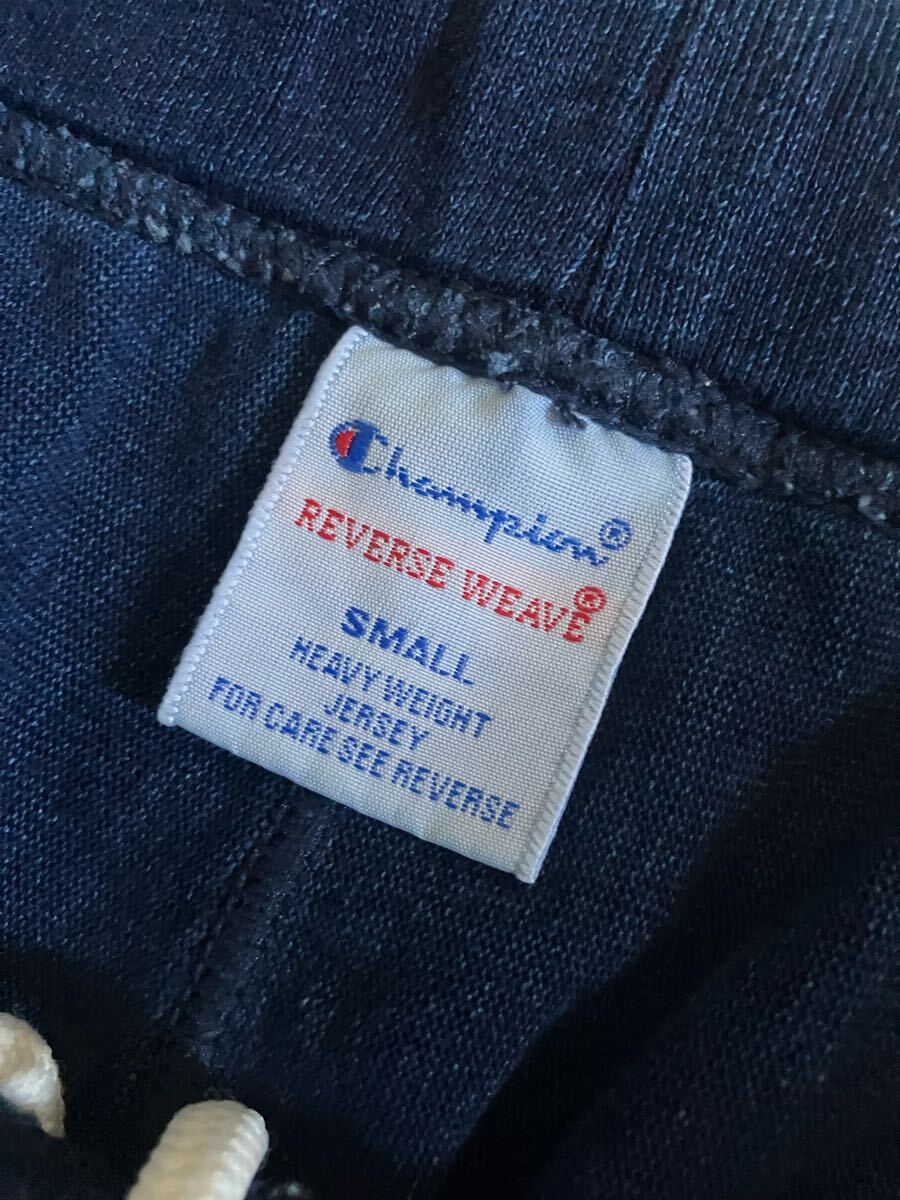 Champion®
REVERSE WEAVE®
SMALL
HEAVY WEIGHT
JERSEY
FOR CARE SEE REVERSE